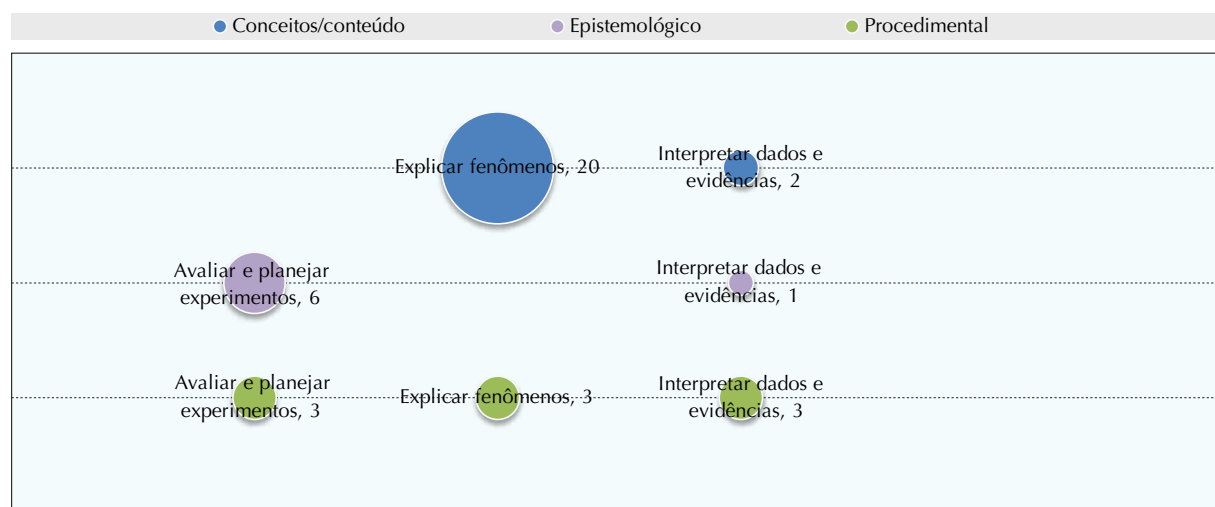 Conceitos/conteúdo
Epistemológico
Procedimental
Explicar fenômenos, 20
Interpretar dados e
evidências, 2
Avaliar e planejar
experimentos, 6
Interpretar dados e
evidências, 1
Avaliar e planejar
experimentos, 3
Explicar fenômenos, 3
Interpretar dados e
evidências, 3